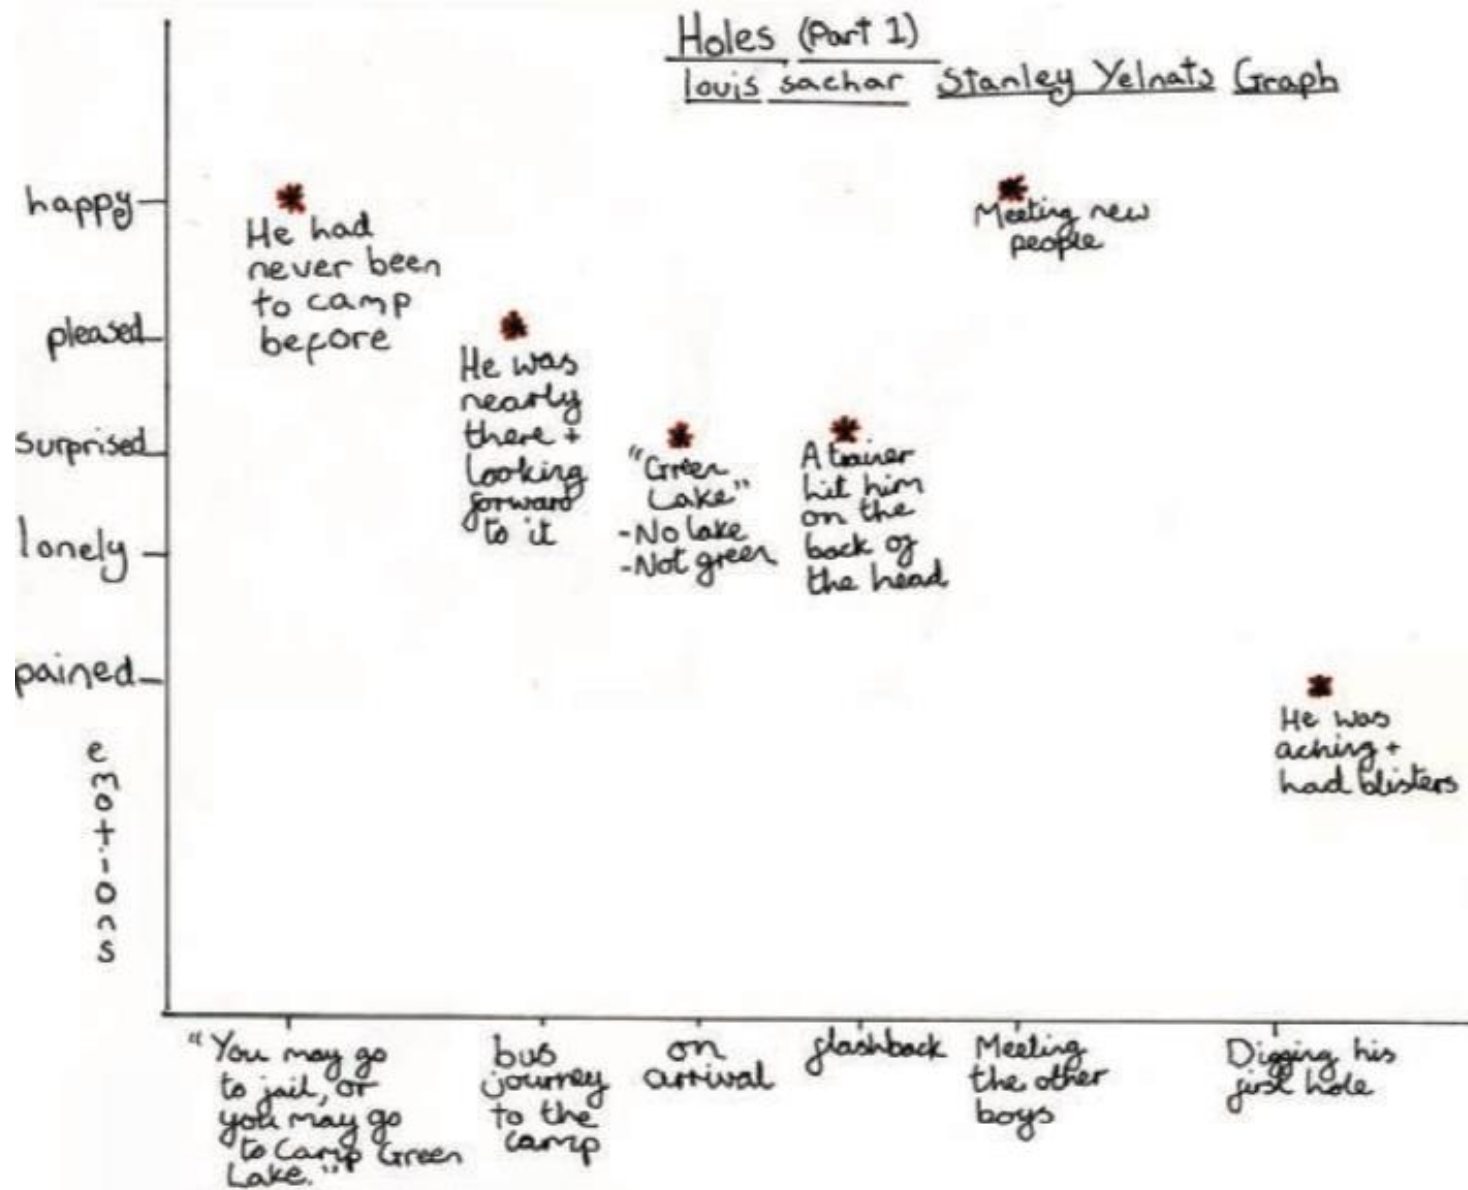 Holes (Part 1)
Louis Sachar Stanley Yelnats Graph
happy
pleased
surprised
lonely
pained
emotions
He had
never been
to camp
before
He was
nearly
there +
looking
forward
to it
"Green
Lake"
-No lake
-Not green
A trainer
hit him
on the
back of
the head
Meeting new
people
He was
aching +
had blisters
"You may go
to jail, or
you may go
to Camp Green
Lake."
bus
journey
to the
camp
on
arrival
flashback
Meeting
the other
boys
Digging his
first hole